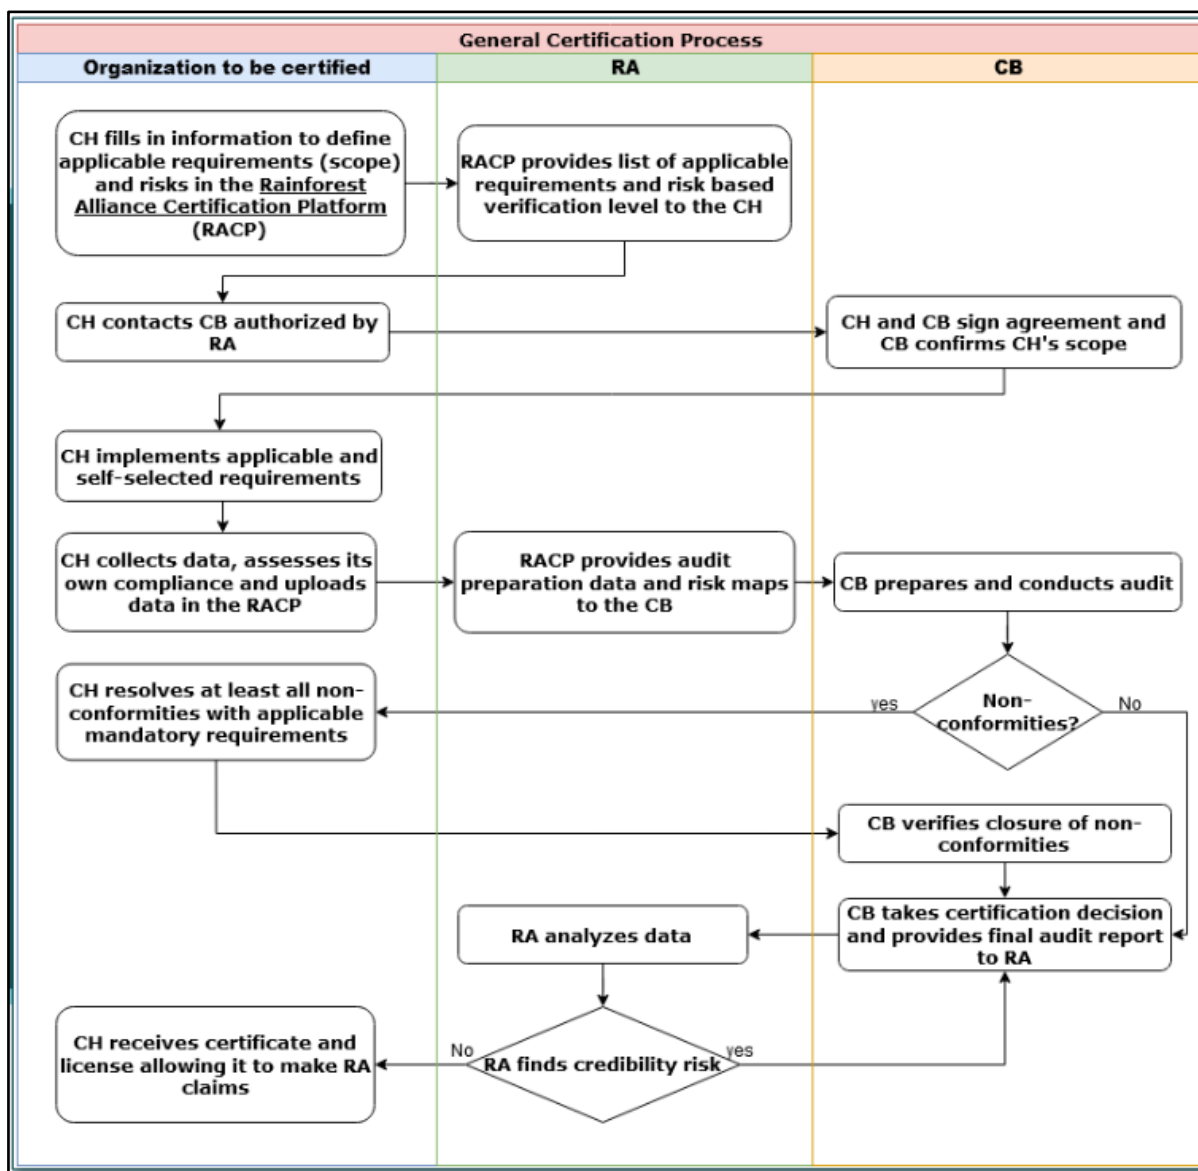 General Certification Process
Organization to be certified
RA
CB
CH fills in information to define
applicable requirements (scope)
and risks in the Rainforest
Alliance Certification Platform
(RACP)
RACP provides list of applicable
requirements and risk based
verification level to the CH
CH contacts CB authorized by
RA
CH and CB sign agreement and
CB confirms CH's scope
CH implements applicable and
self-selected requirements
CH collects data, assesses its
own compliance and uploads
data in the RACP
RACP provides audit
preparation data and risk maps
to the CB
CB prepares and conducts audit
CH resolves at least all non-
conformities with applicable
mandatory requirements
yes
Non-
conformities?
No
CB verifies closure of non-
conformities
RA analyzes data
CB takes certification decision
and provides final audit report
to RA
CH receives certificate and
license allowing it to make RA
claims
No
RA finds credibility risk
yes